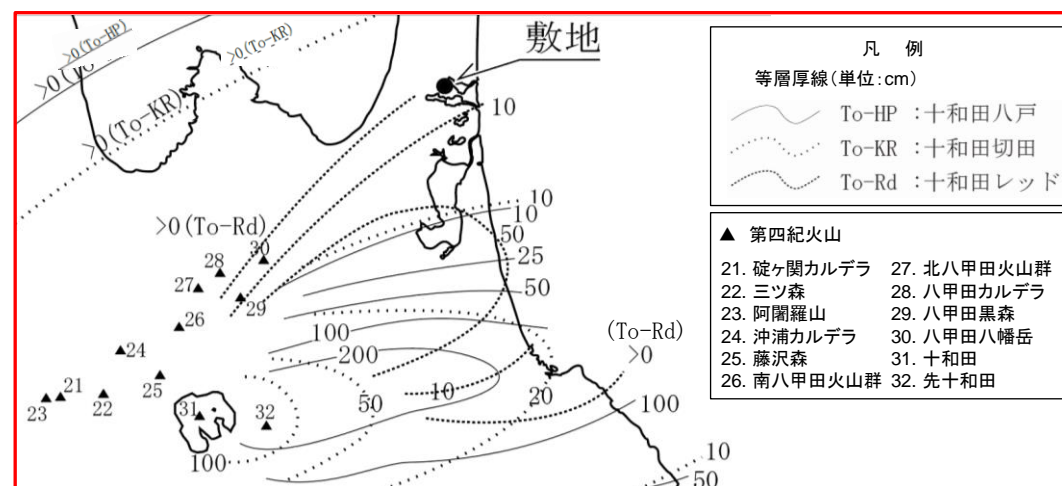 >0(To-HP)
>0(To-KR)
敷地
>0(To
>0(To-KR)
10
>0(To-Rd)
10
10
50
25
50
100
200
50
10
20
(To-Rd)
>0
100
100
10
50
21
22
23
24
25
26
27
28
29
30
31
32
凡 例
等層厚線(単位:cm)
To-HP :十和田八戸
To-KR :十和田切田
To-Rd :十和田レッド
▲ 第四紀火山
21. 碇ヶ関カルデラ
22. 三ツ森
23. 阿闍羅山
24. 沖浦カルデラ
25. 藤沢森
26. 南八甲田火山群
27. 北八甲田火山群
28. 八甲田カルデラ
29. 八甲田黒森
30. 八甲田八幡岳
31. 十和田
32. 先十和田